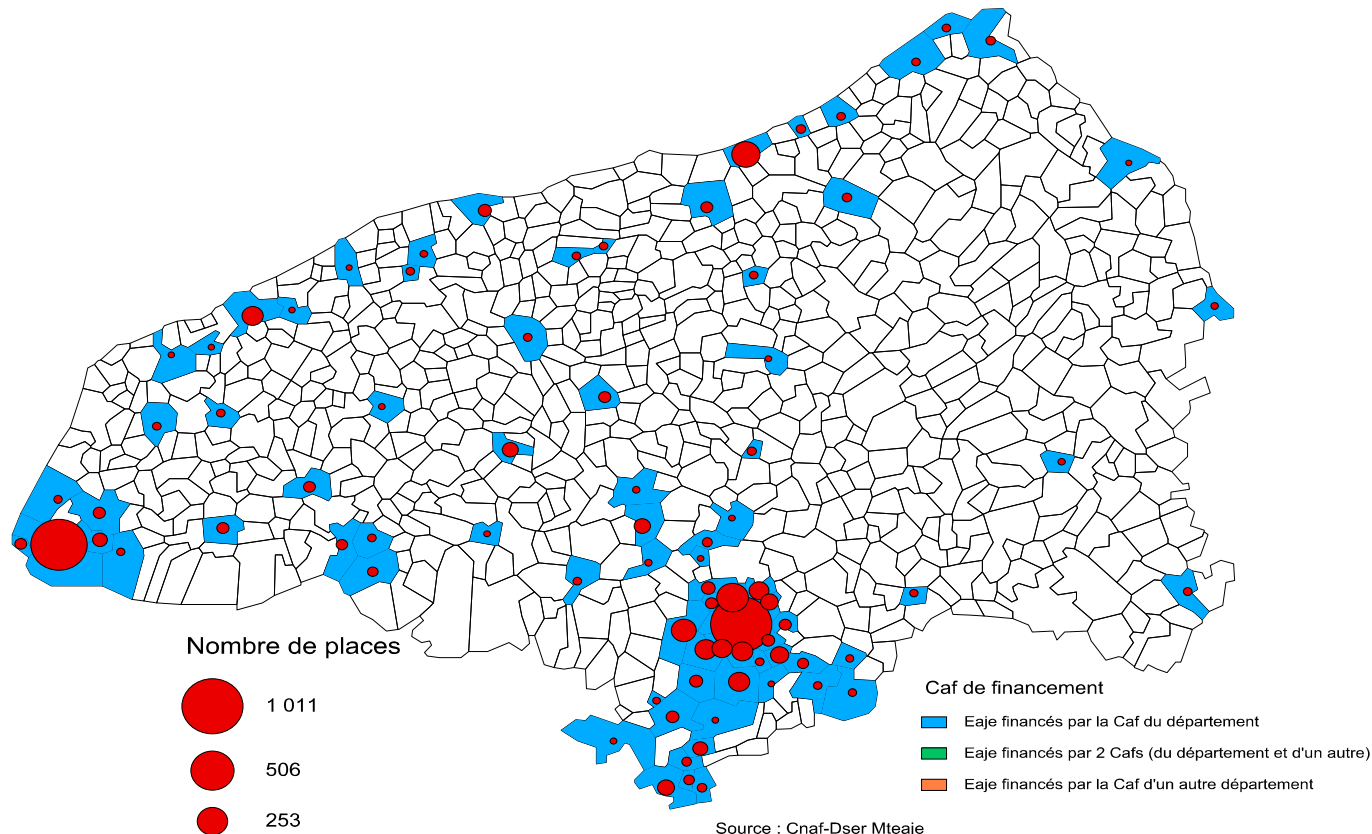 Nombre de places
1 011
506
253
Caf de financement
Eaje financés par la Caf du département
Eaje financés par 2 Cafs (du département et d'un autre)
Eaje financés par la Caf d'un autre département
Source : Cnaf-Dser Mteaie